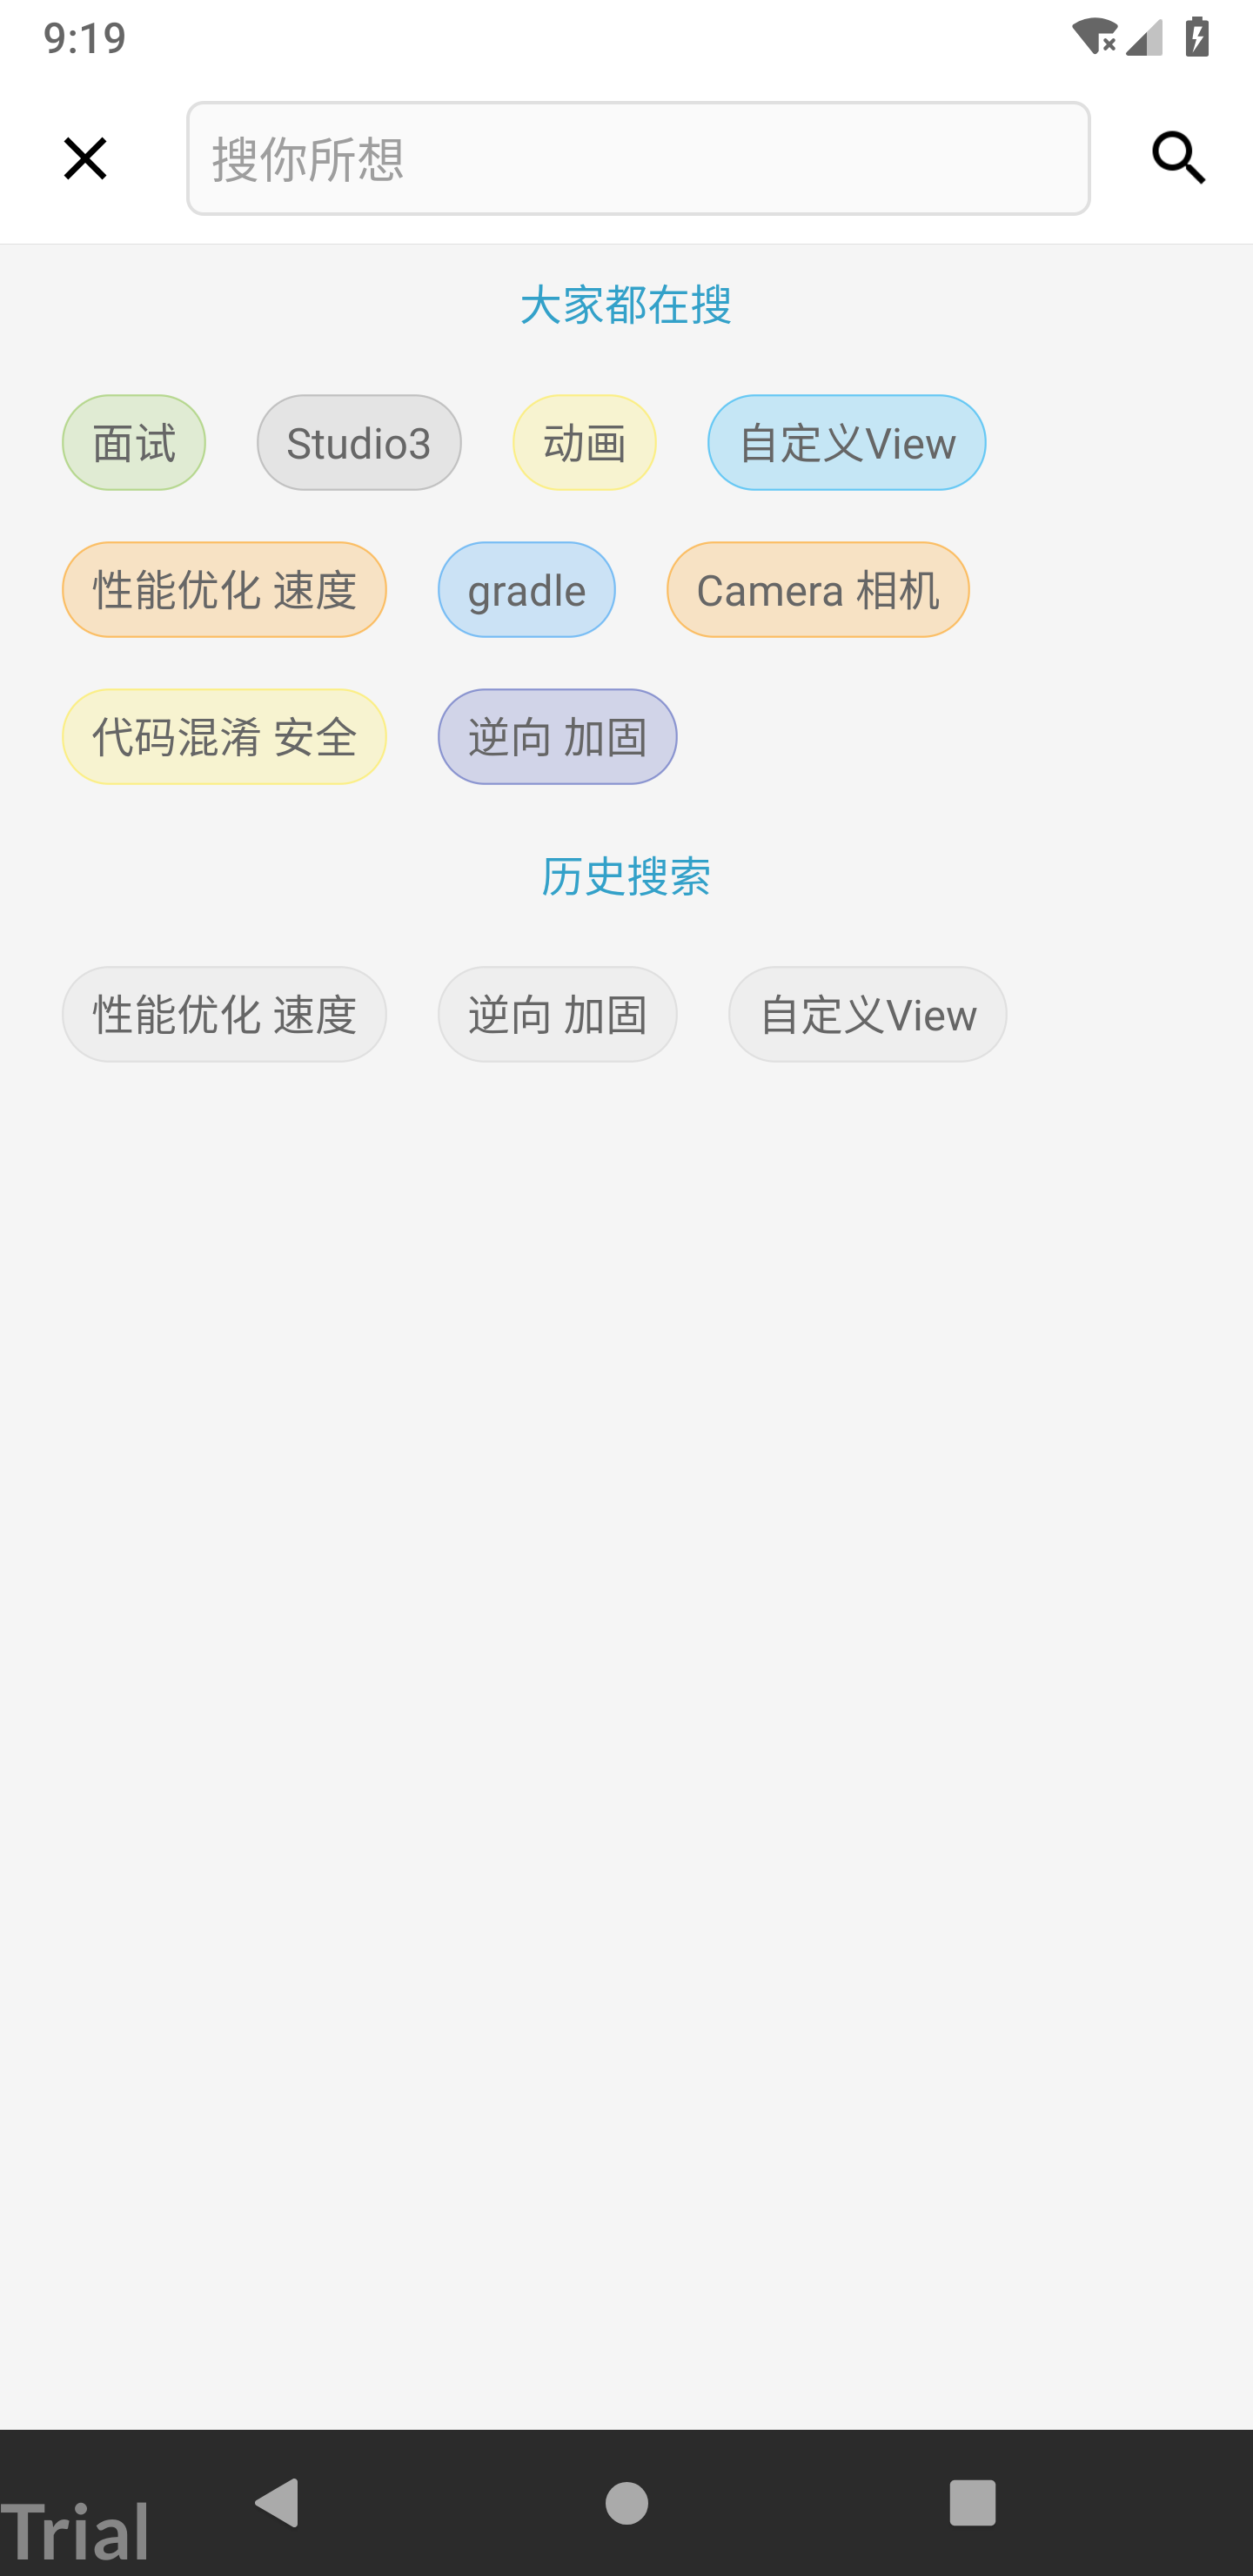 9:19
搜你所想
大家都在搜
面试 Studio3 动画 自定义View
性能优化 速度 gradle Camera 相机
代码混淆 安全 逆向 加固
历史搜索
性能优化 速度 逆向 加固 自定义View
Trial